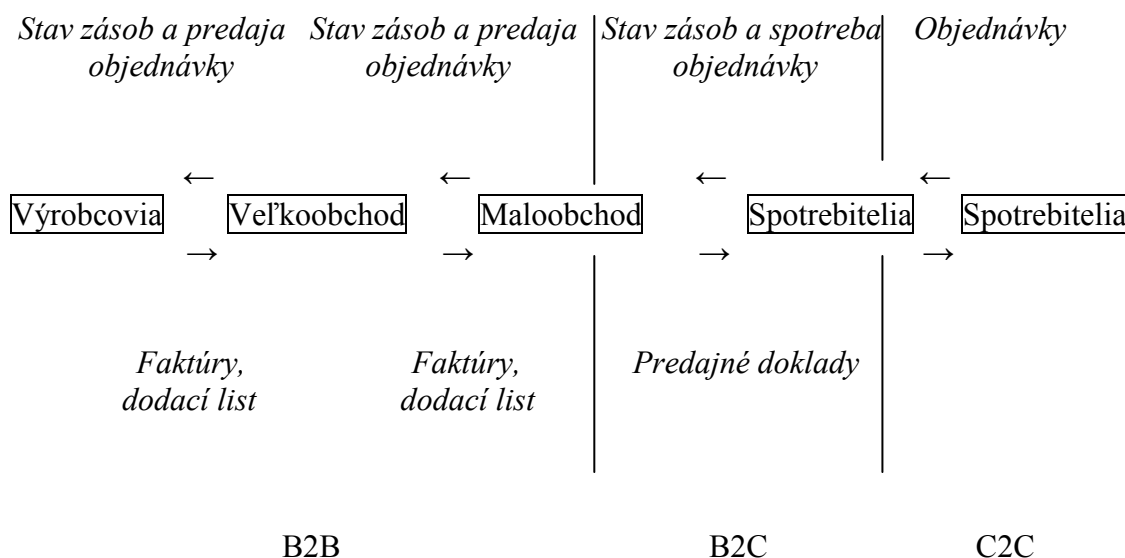 Stav zásob a predaja Stav zásob a predaja Stav zásob a spotreba Objednávky
objednávky objednávky objednávky
← ← ← ←
Výrobcovia Veľkoobchod Maloobchod Spotrebitelia Spotrebitelia
→ → → →
Faktúry, Faktúry, Predajné doklady
dodací list dodací list
B2B B2C C2C